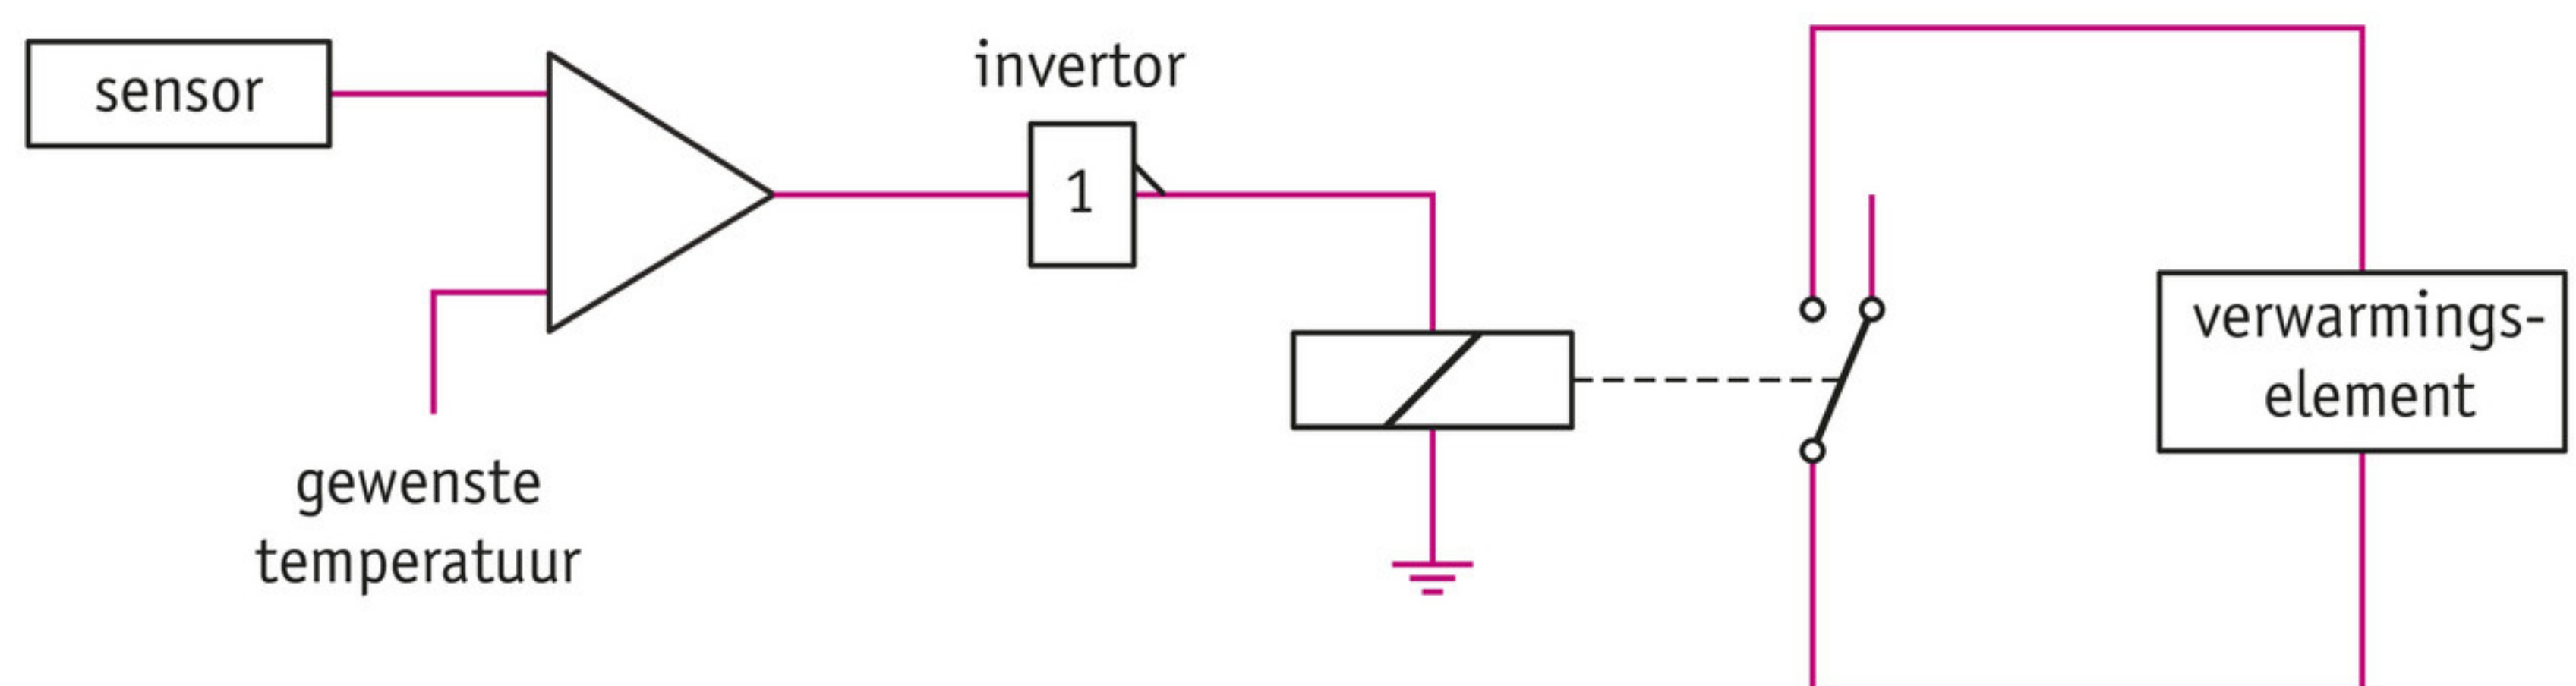 sensor
invertor
1
gewenste
temperatuur
verwarmings-
element